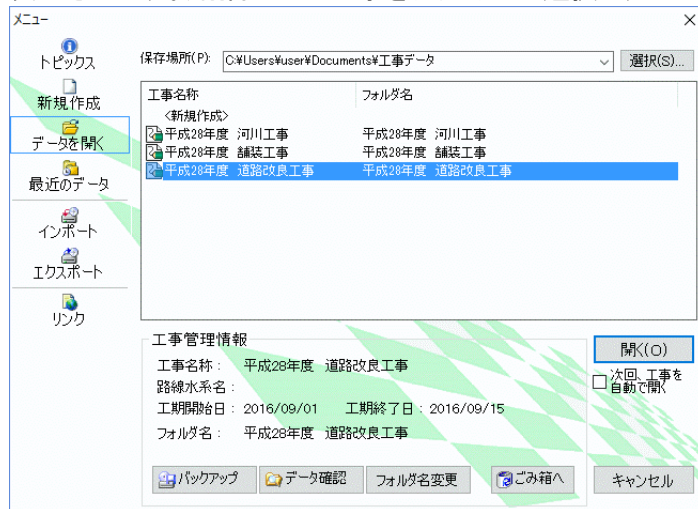 メニュー
トピックス
新規作成
データを開く
最近のデータ
インポート
エクスポート
リンク
保存場所(P): C:¥Users¥user¥Documents¥工事データ 選択(S)...
工事名称 フォルダ名
<新規作成>
平成28年度 河川工事 平成28年度 河川工事
平成28年度 舗装工事 平成28年度 舗装工事
平成28年度 道路改良工事 平成28年度 道路改良工事
工事管理情報
工事名称: 平成28年度 道路改良工事
路線水系名:
工期開始日: 2016/09/01 工期終了日: 2016/09/15
フォルダ名: 平成28年度 道路改良工事
バックアップ データ確認 フォルダ名変更 ごみ箱へ
開く(O)
次回、工事を
自動で開く
キャンセル